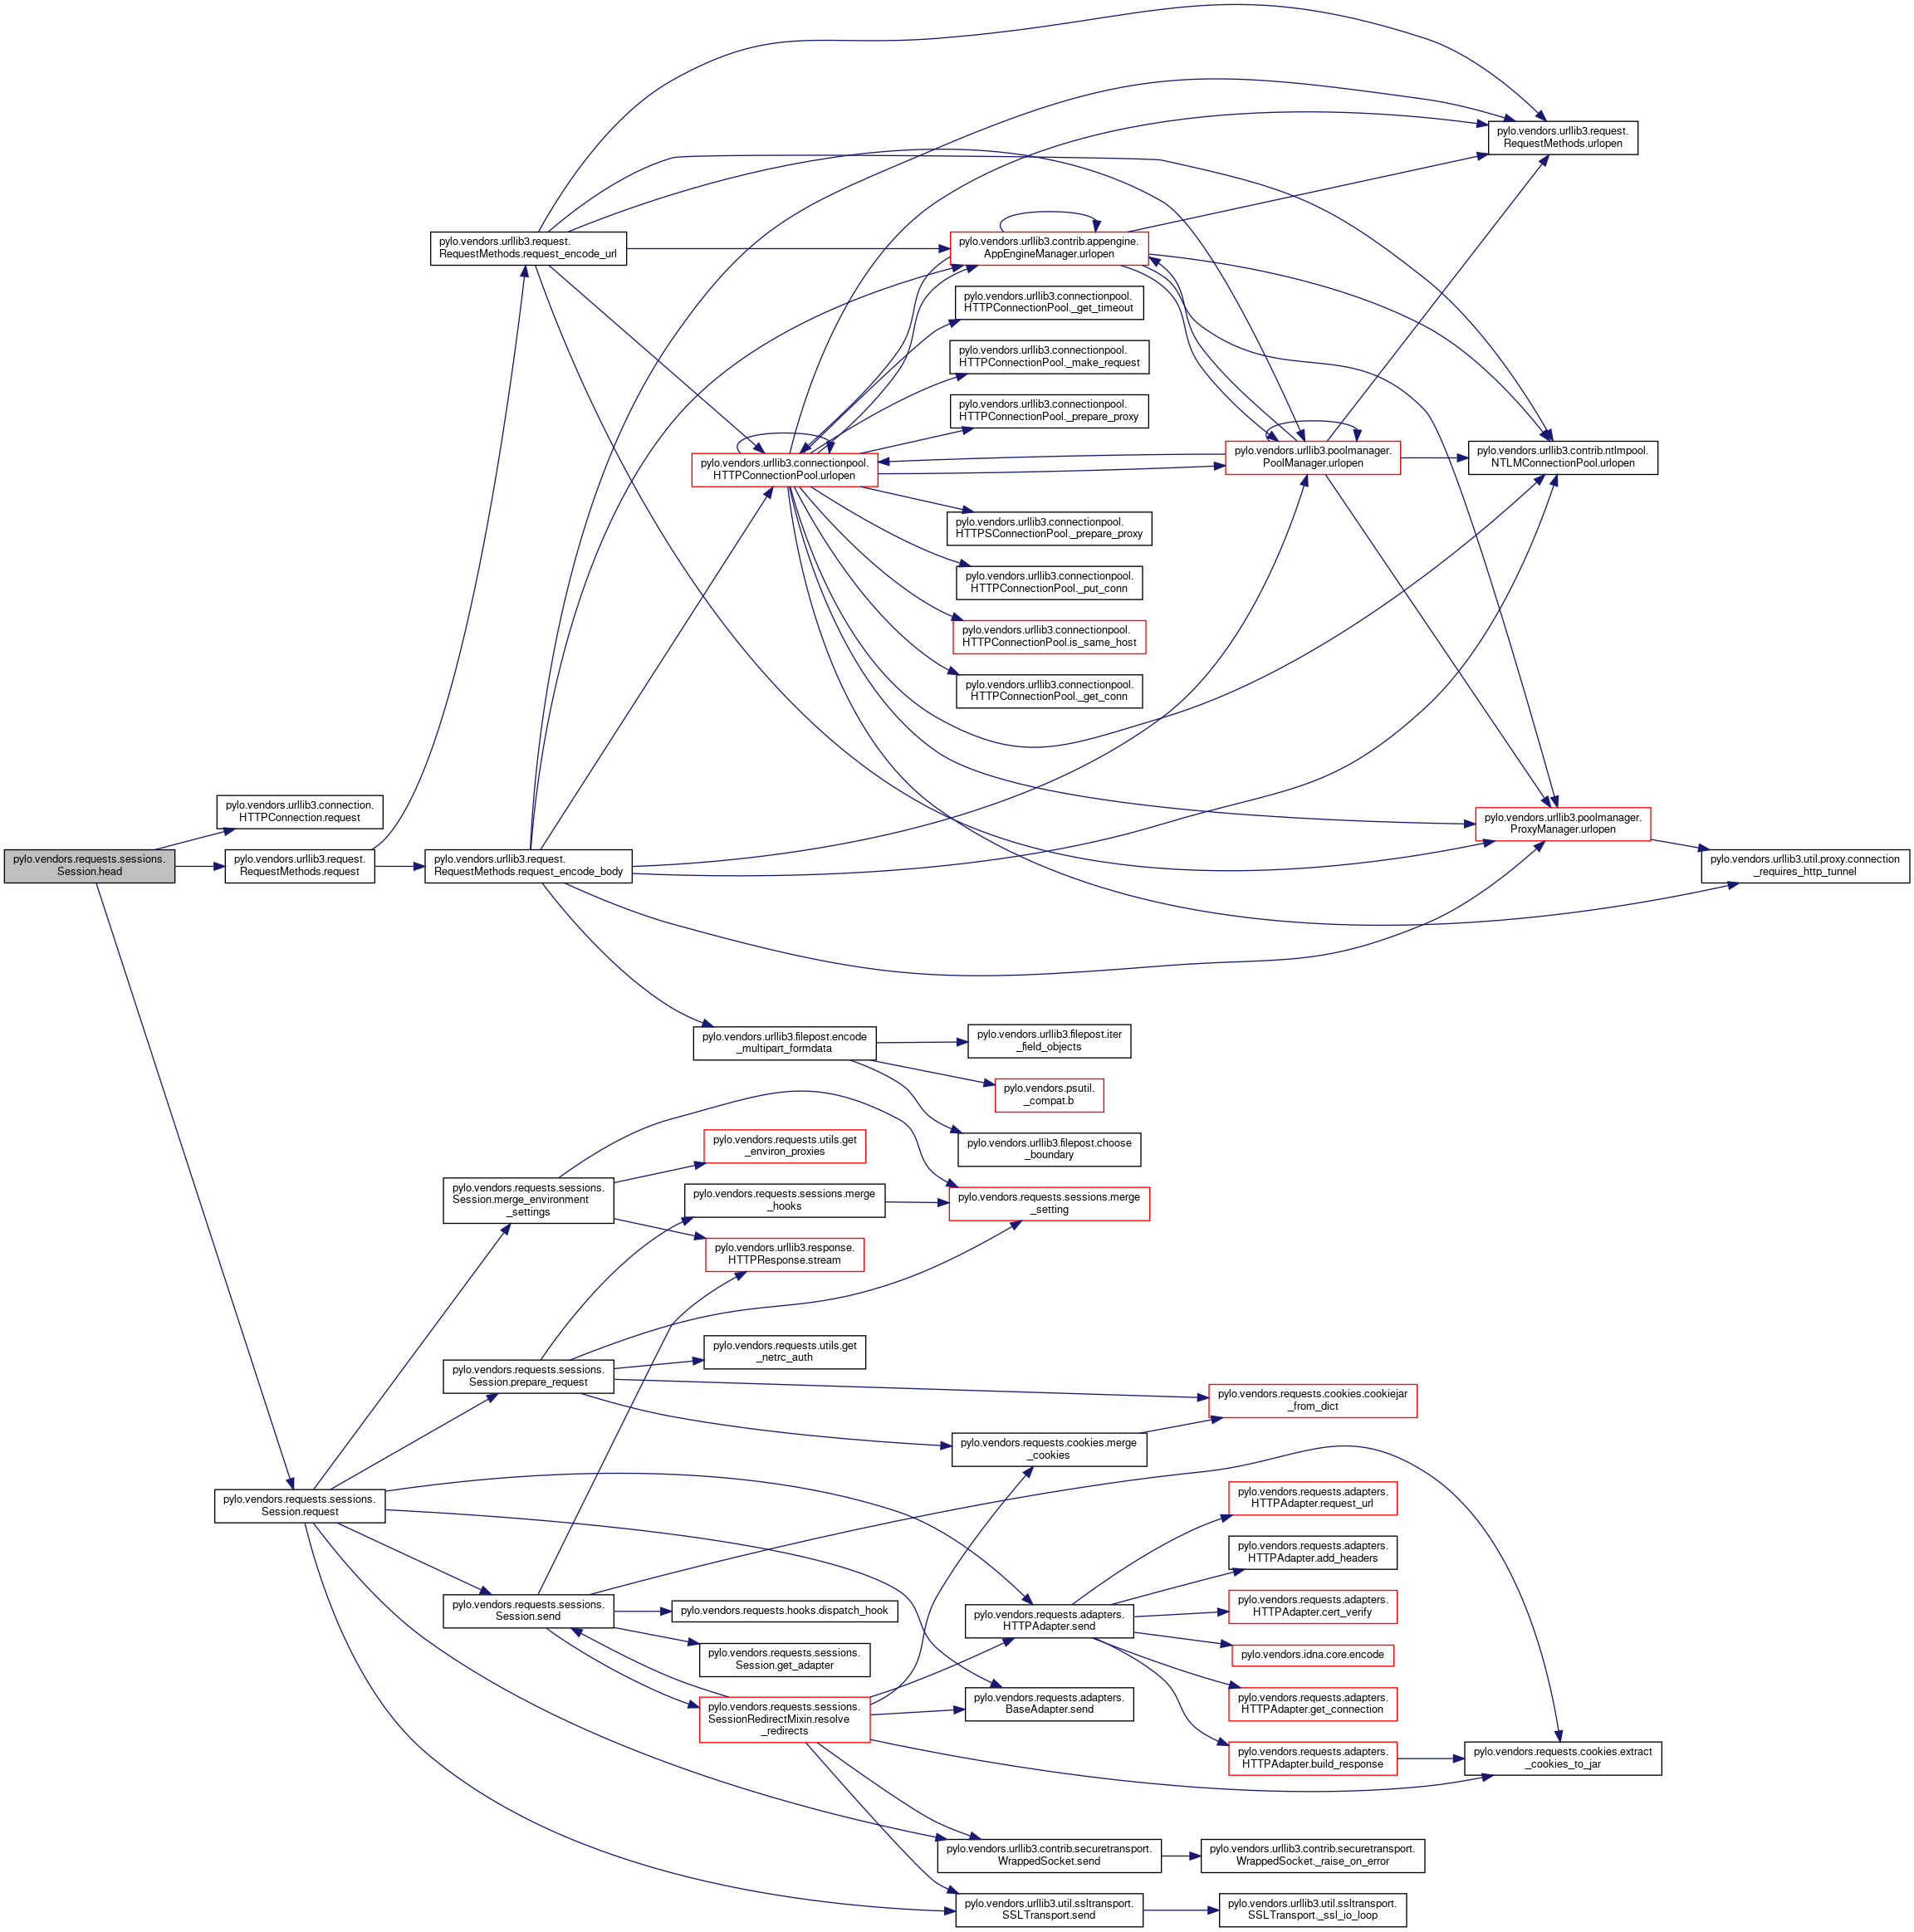 pylo.vendors.urllib3.request.
RequestMethods.urlopen
pylo.vendors.urllib3.request.
RequestMethods.request_encode_url
pylo.vendors.urllib3.contrib.appengine.
AppEngineManager.urlopen
pylo.vendors.urllib3.connectionpool.
HTTPConnectionPool._get_timeout
pylo.vendors.urllib3.connectionpool.
HTTPConnectionPool._make_request
pylo.vendors.urllib3.connectionpool.
HTTPConnectionPool._prepare_proxy
pylo.vendors.urllib3.connectionpool.
HTTPConnectionPool.urlopen
pylo.vendors.urllib3.poolmanager.
PoolManager.urlopen
pylo.vendors.urllib3.contrib.ntlmpool.
NTLMConnectionPool.urlopen
pylo.vendors.urllib3.connectionpool.
HTTPSConnectionPool._prepare_proxy
pylo.vendors.urllib3.connectionpool.
HTTPConnectionPool._put_conn
pylo.vendors.urllib3.connectionpool.
HTTPConnectionPool.is_same_host
pylo.vendors.urllib3.connectionpool.
HTTPConnectionPool._get_conn
pylo.vendors.urllib3.connection.
HTTPConnection.request
pylo.vendors.urllib3.poolmanager.
ProxyManager.urlopen
pylo.vendors.requests.sessions.
Session.head
pylo.vendors.urllib3.request.
RequestMethods.request
pylo.vendors.urllib3.request.
RequestMethods.request_encode_body
pylo.vendors.urllib3.util.proxy.connection
_requires_http_tunnel
pylo.vendors.urllib3.filepost.encode
_multipart_formdata
pylo.vendors.urllib3.filepost.iter
_field_objects
pylo.vendors.psutil.
_compat.b
pylo.vendors.urllib3.filepost.choose
_boundary
pylo.vendors.requests.utils.get
_environ_proxies
pylo.vendors.requests.sessions.
Session.merge_environment
_settings
pylo.vendors.requests.sessions.merge
_hooks
pylo.vendors.requests.sessions.merge
_setting
pylo.vendors.urllib3.response.
HTTPResponse.stream
pylo.vendors.requests.utils.get
_netrc_auth
pylo.vendors.requests.sessions.
Session.prepare_request
pylo.vendors.requests.cookies.cookiejar
_from_dict
pylo.vendors.requests.cookies.merge
_cookies
pylo.vendors.requests.sessions.
Session.request
pylo.vendors.requests.adapters.
HTTPAdapter.request_url
pylo.vendors.requests.adapters.
HTTPAdapter.add_headers
pylo.vendors.requests.sessions.
Session.send
pylo.vendors.requests.hooks.dispatch_hook
pylo.vendors.requests.adapters.
HTTPAdapter.send
pylo.vendors.requests.adapters.
HTTPAdapter.cert_verify
pylo.vendors.requests.sessions.
Session.get_adapter
pylo.vendors.idna.core.encode
pylo.vendors.requests.sessions.
SessionRedirectMixin.resolve
_redirects
pylo.vendors.requests.adapters.
BaseAdapter.send
pylo.vendors.requests.adapters.
HTTPAdapter.get_connection
pylo.vendors.requests.adapters.
HTTPAdapter.build_response
pylo.vendors.requests.cookies.extract
_cookies_to_jar
pylo.vendors.urllib3.contrib.securetransport.
WrappedSocket.send
pylo.vendors.urllib3.contrib.securetransport.
WrappedSocket._raise_on_error
pylo.vendors.urllib3.util.ssltransport.
SSLTransport.send
pylo.vendors.urllib3.util.ssltransport.
SSLTransport._ssl_io_loop